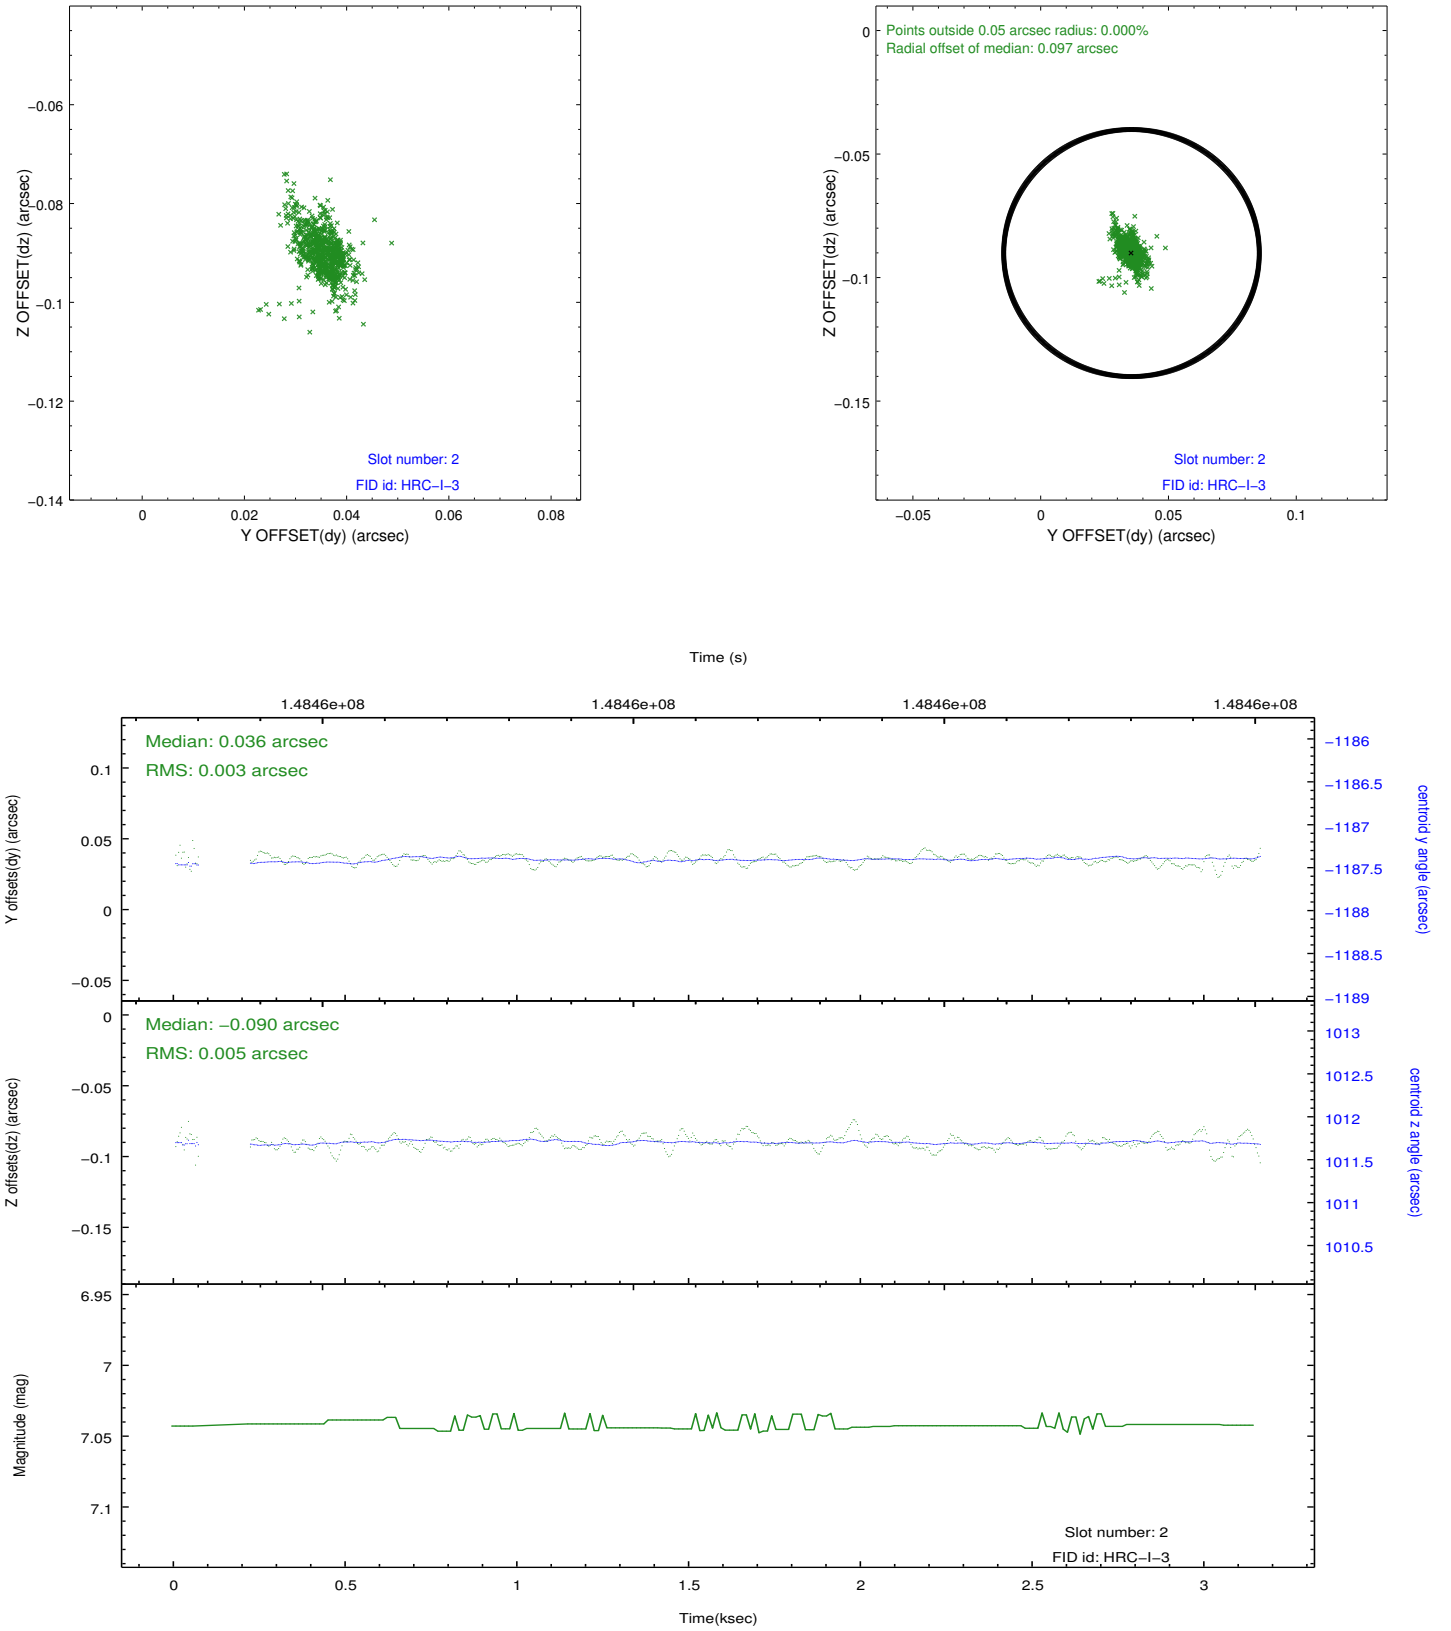 −0.06
−0.08
−0.1
−0.12
−0.14
Z OFFSET(dz) (arcsec)
Slot number: 2
FID id: HRC−I−3
0 0.02 0.04 0.06 0.08
Y OFFSET(dy) (arcsec)
Points outside 0.05 arcsec radius: 0.000%
Radial offset of median: 0.097 arcsec
0
−0.05
−0.1
−0.15
Z OFFSET(dz) (arcsec)
Slot number: 2
FID id: HRC−I−3
−0.05 0 0.05 0.1
Y OFFSET(dy) (arcsec)
Time (s)
1.4846e+08 1.4846e+08 1.4846e+08 1.4846e+08
Median: 0.036 arcsec
RMS: 0.003 arcsec
0.1
0.05
0
−0.05
Y offsets(dy) (arcsec)
−1186
−1186.5
−1187
−1187.5
−1188
−1188.5
−1189
centroid y angle (arcsec)
Median: −0.090 arcsec
RMS: 0.005 arcsec
0
−0.05
−0.1
−0.15
Z offsets(dz) (arcsec)
1013
1012.5
1012
1011.5
1011
1010.5
centroid z angle (arcsec)
6.95
7
7.05
7.1
Magnitude (mag)
Slot number: 2
FID id: HRC−I−3
0 0.5 1 1.5 2 2.5 3
Time(ksec)